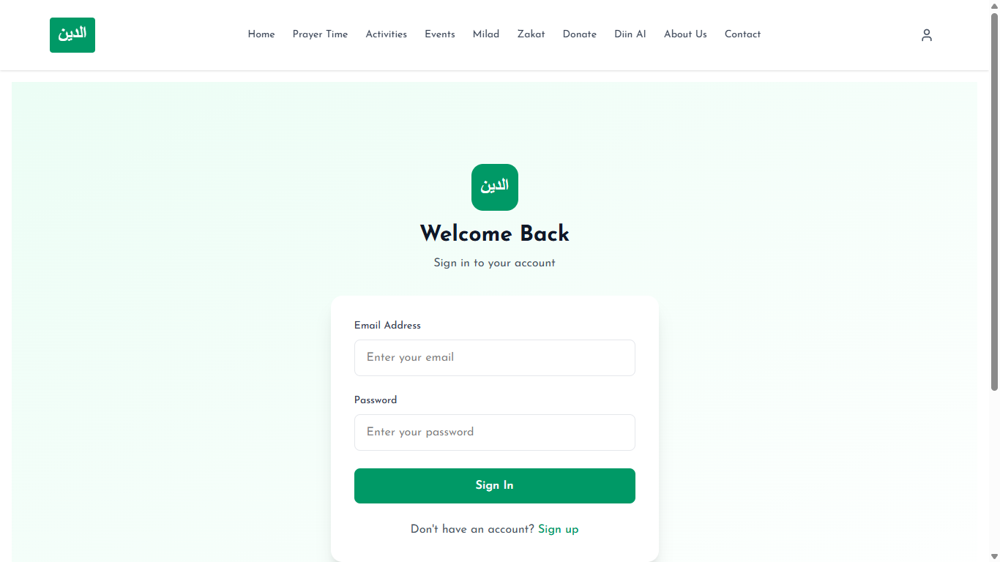 الدين
Home Prayer Time Activities Events Milad Zakat Donate Diin AI About Us Contact
الدين
Welcome Back
Sign in to your account
Email Address
Enter your email
Password
Enter your password
Sign In
Don't have an account? Sign up